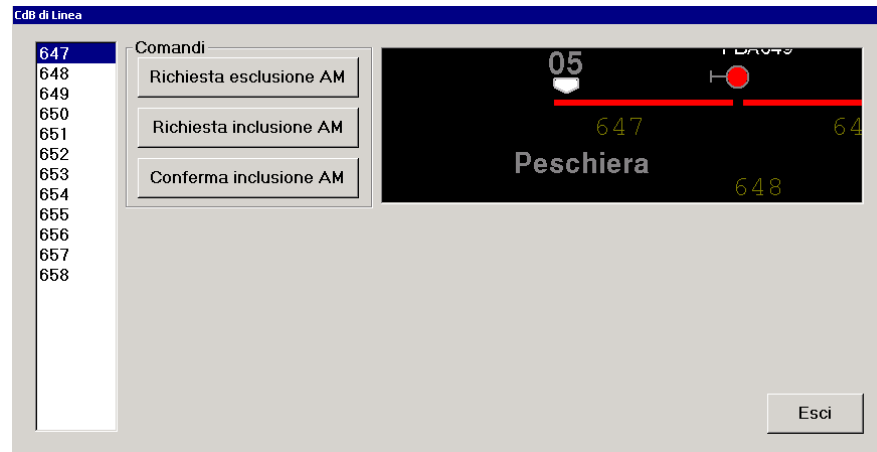 CdB di Linea
647
648
649
650
651
652
653
654
655
656
657
658
Comandi
Richiesta esclusione AM
Richiesta inclusione AM
Conferma inclusione AM
05
647
64
Peschiera
648
Esci